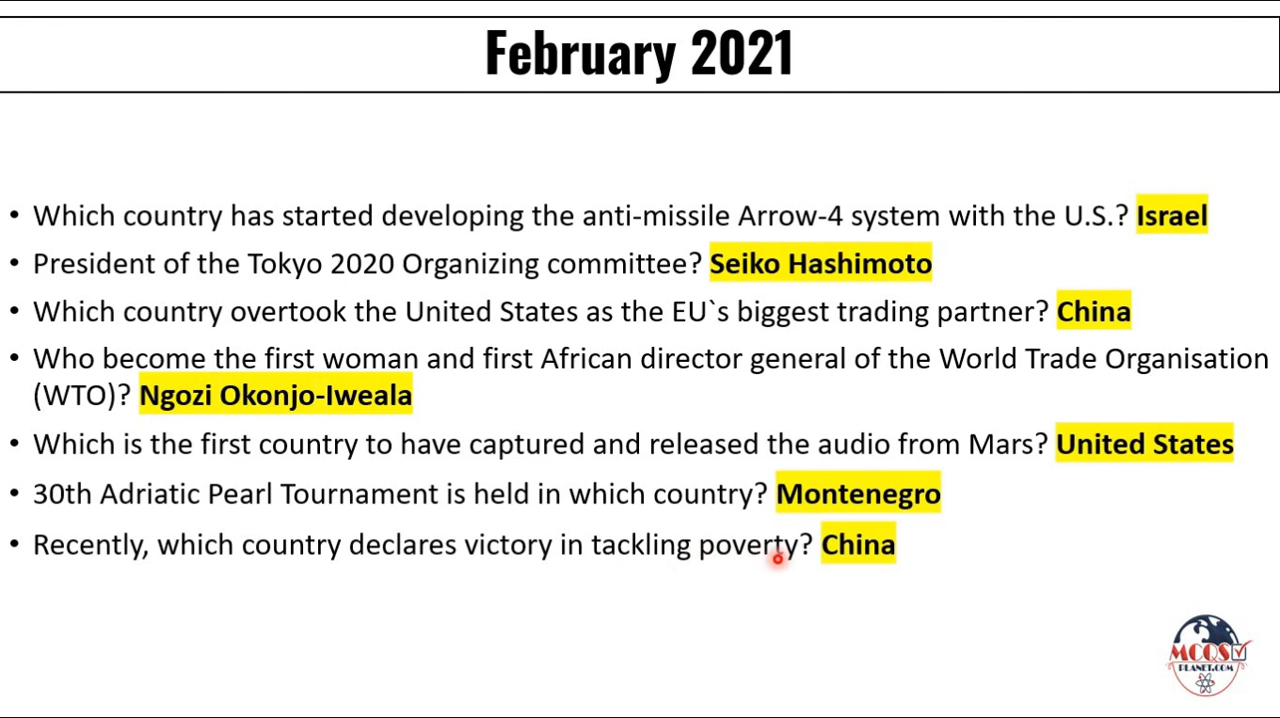 February 2021
• Which country has started developing the anti-missile Arrow-4 system with the U.S.? Israel
• President of the Tokyo 2020 Organizing committee? Seiko Hashimoto
• Which country overtook the United States as the EU`s biggest trading partner? China
• Who become the first woman and first African director general of the World Trade Organisation
(WTO)? Ngozi Okonjo-Iweala
• Which is the first country to have captured and released the audio from Mars? United States
• 30th Adriatic Pearl Tournament is held in which country? Montenegro
• Recently, which country declares victory in tackling poverty? China
MCQS
PLANET.COM